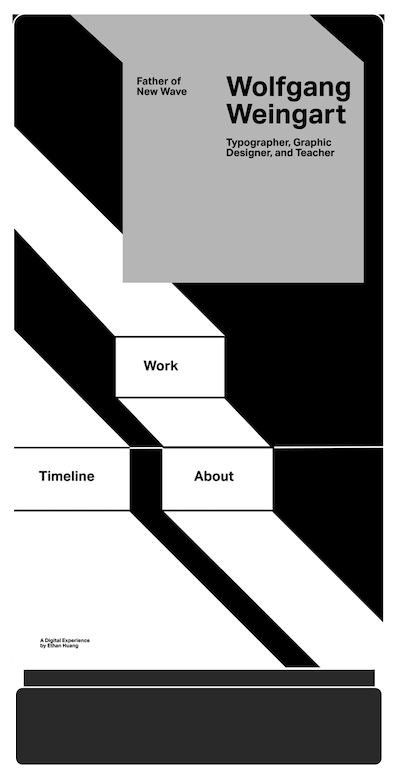 Father of
New Wave
Wolfgang
Weingart
Typographer, Graphic
Designer, and Teacher
Work
Timeline
About
A Digital Experience
by Ethan Huang